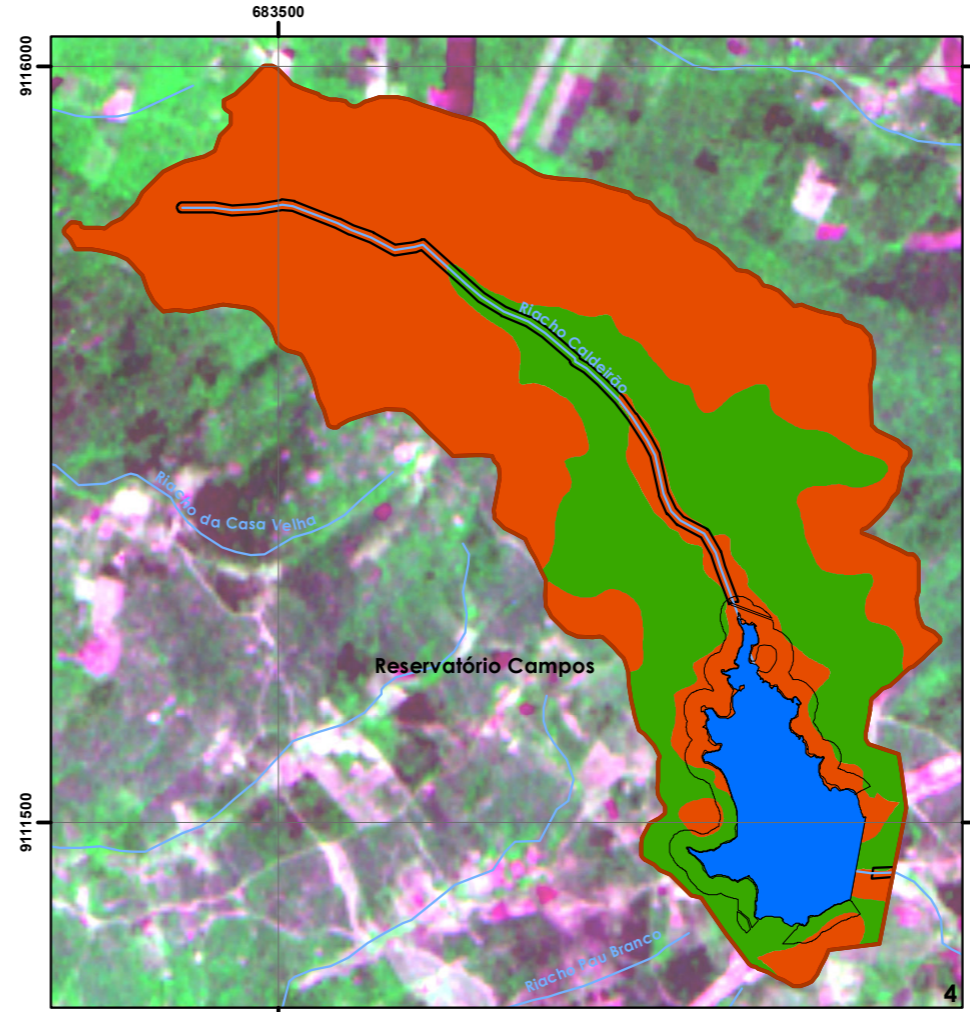 683500
9116000
Riacho Caldeirão
Riacho da Casa Velha
Reservatório Campos
9111500
Riacho Pau Branco
4